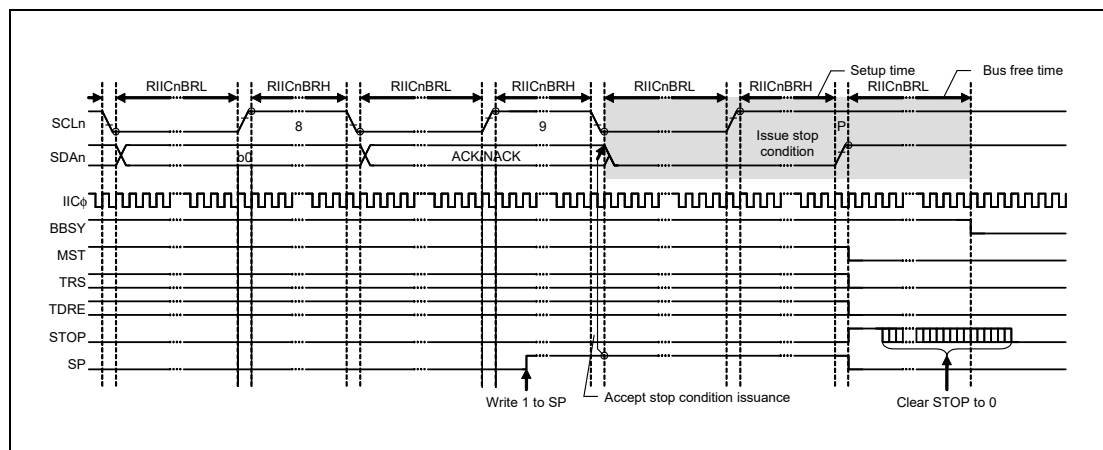 RIICnBRL RIICnBRH RIICnBRL RIICnBRH RIICnBRL RIICnBRH Setup time RIICnBRL Bus free time
SCLn 8 9 P
Issue stop
condition
SDAn b0 ACK/NACK
IICφ
BBSY
MST
TRS
TDRE
STOP
SP
Write 1 to SP Accept stop condition issuance Clear STOP to 0